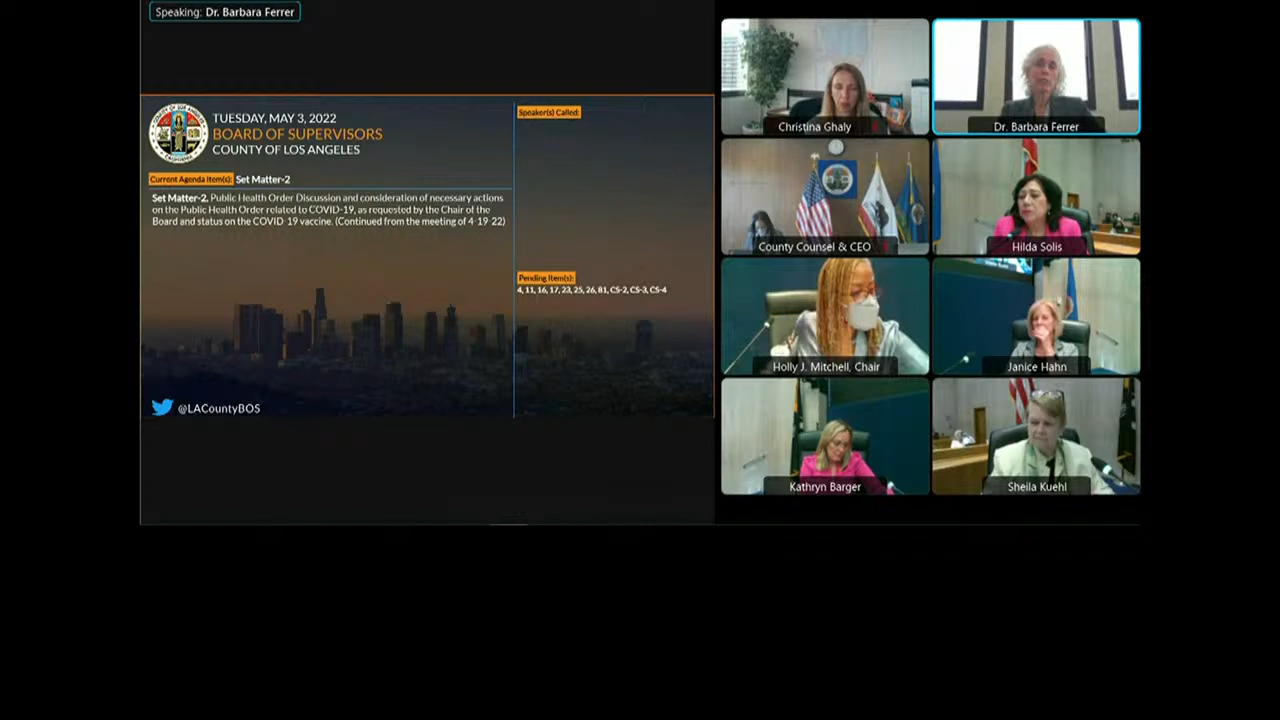 Speaking: Dr. Barbara Ferrer
TUESDAY, MAY 3, 2022
BOARD OF SUPERVISORS
COUNTY OF LOS ANGELES
Current Agenda Item(s): Set Matter-2
Set Matter-2. Public Health Order Discussion and consideration of necessary actions
on the Public Health Order related to COVID-19, as requested by the Chair of the
Board and status on the COVID-19 vaccine. (Continued from the meeting of 4-19-22)
Speaker(s) Called:
Pending Item(s):
4, 11, 16, 17, 23, 25, 26, 81, CS-2, CS-3, CS-4
@LACountyBOS
Christina Ghaly
Dr. Barbara Ferrer
County Counsel & CEO
Hilda Solis
Holly J. Mitchell, Chair
Janice Hahn
Kathryn Barger
Sheila Kuehl